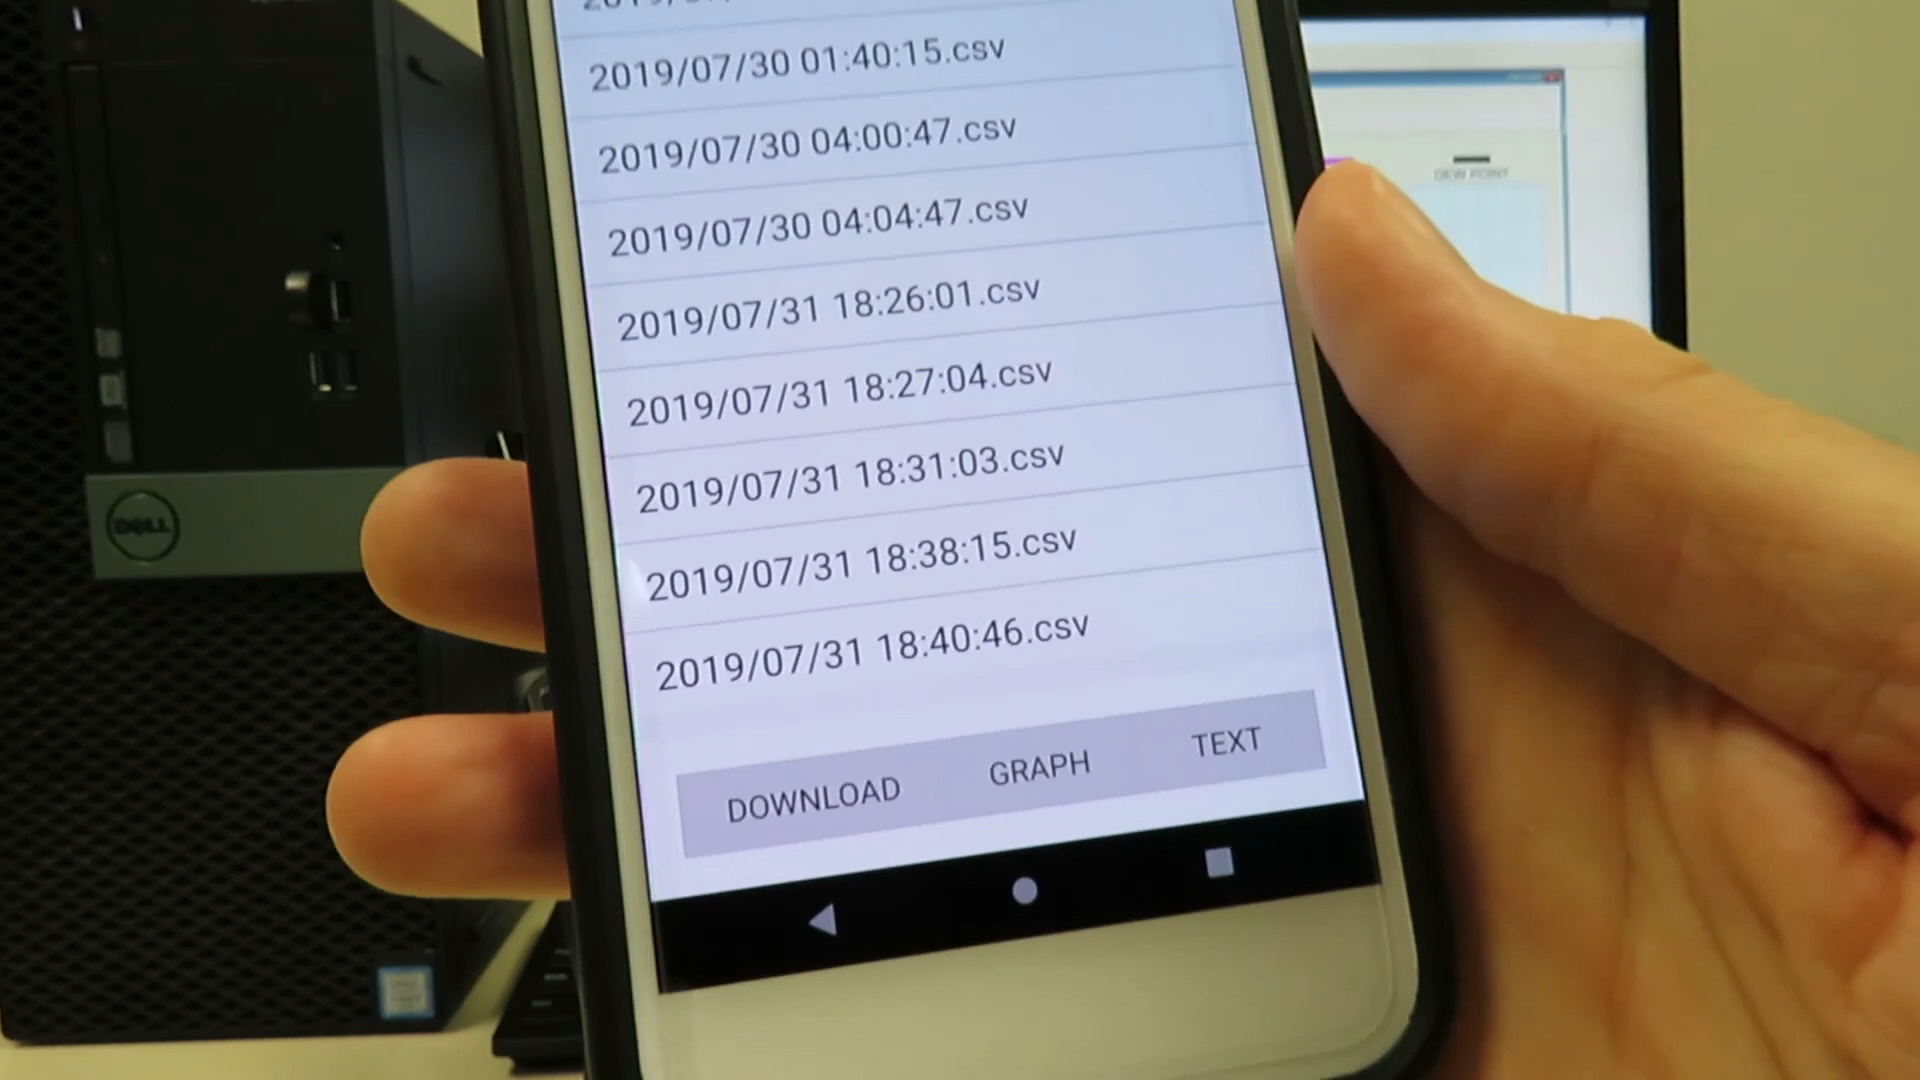 2019/07/30 01:40:15.csv
2019/07/30 04:00:47.csv
2019/07/30 04:04:47.csv
2019/07/31 18:26:01.csv
2019/07/31 18:27:04.csv
2019/07/31 18:31:03.csv
2019/07/31 18:38:15.csv
2019/07/31 18:40:46.csv
DOWNLOAD GRAPH TEXT
DELL
DEW POINT